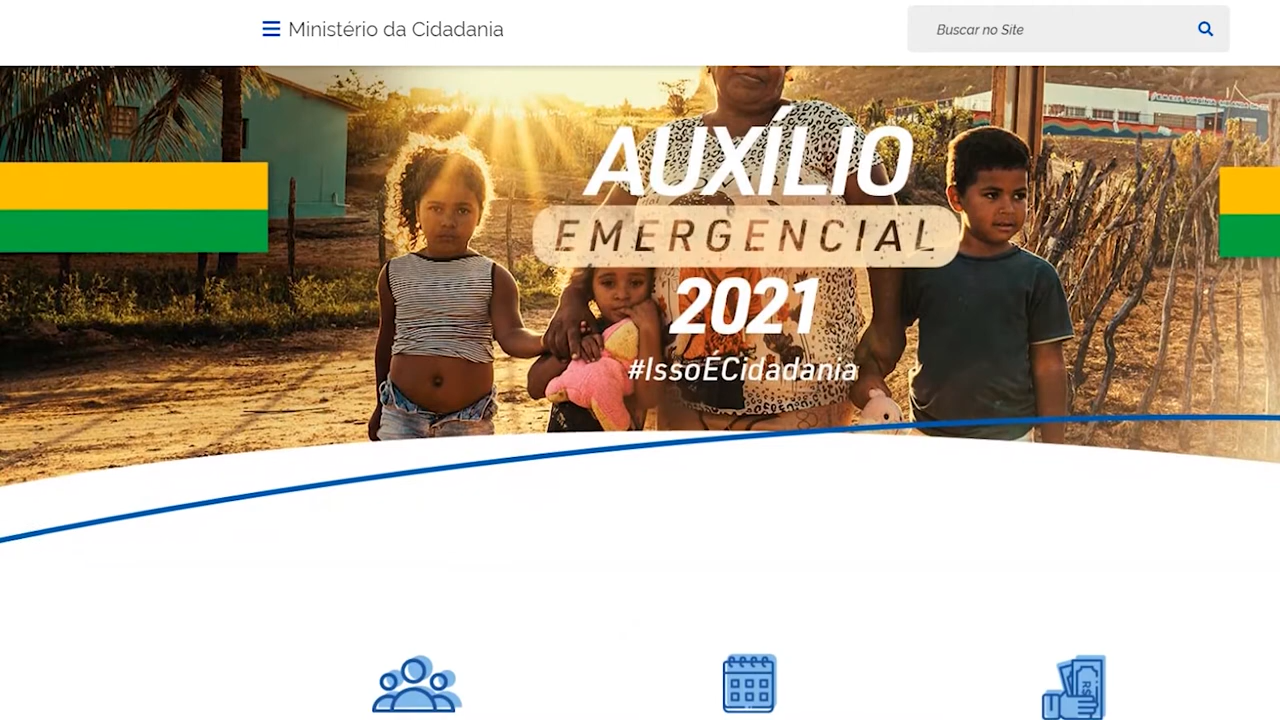 Ministério da Cidadania
Buscar no Site
AUXÍLIO
EMERGENCIAL
2021
#IssoÉCidadania
R$